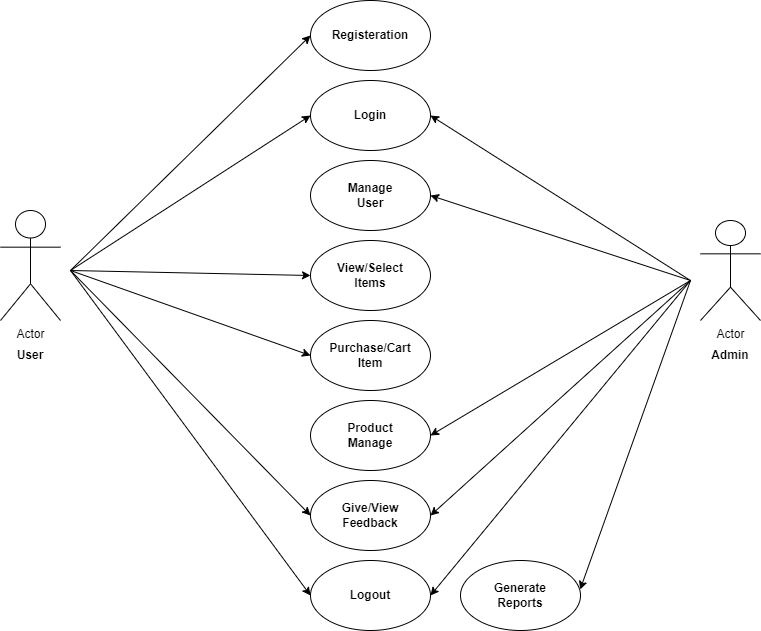 Registeration
Login
Manage
User
View/Select
Items
Actor
User
Actor
Admin
Purchase/Cart
Item
Product
Manage
Give/View
Feedback
Logout
Generate
Reports